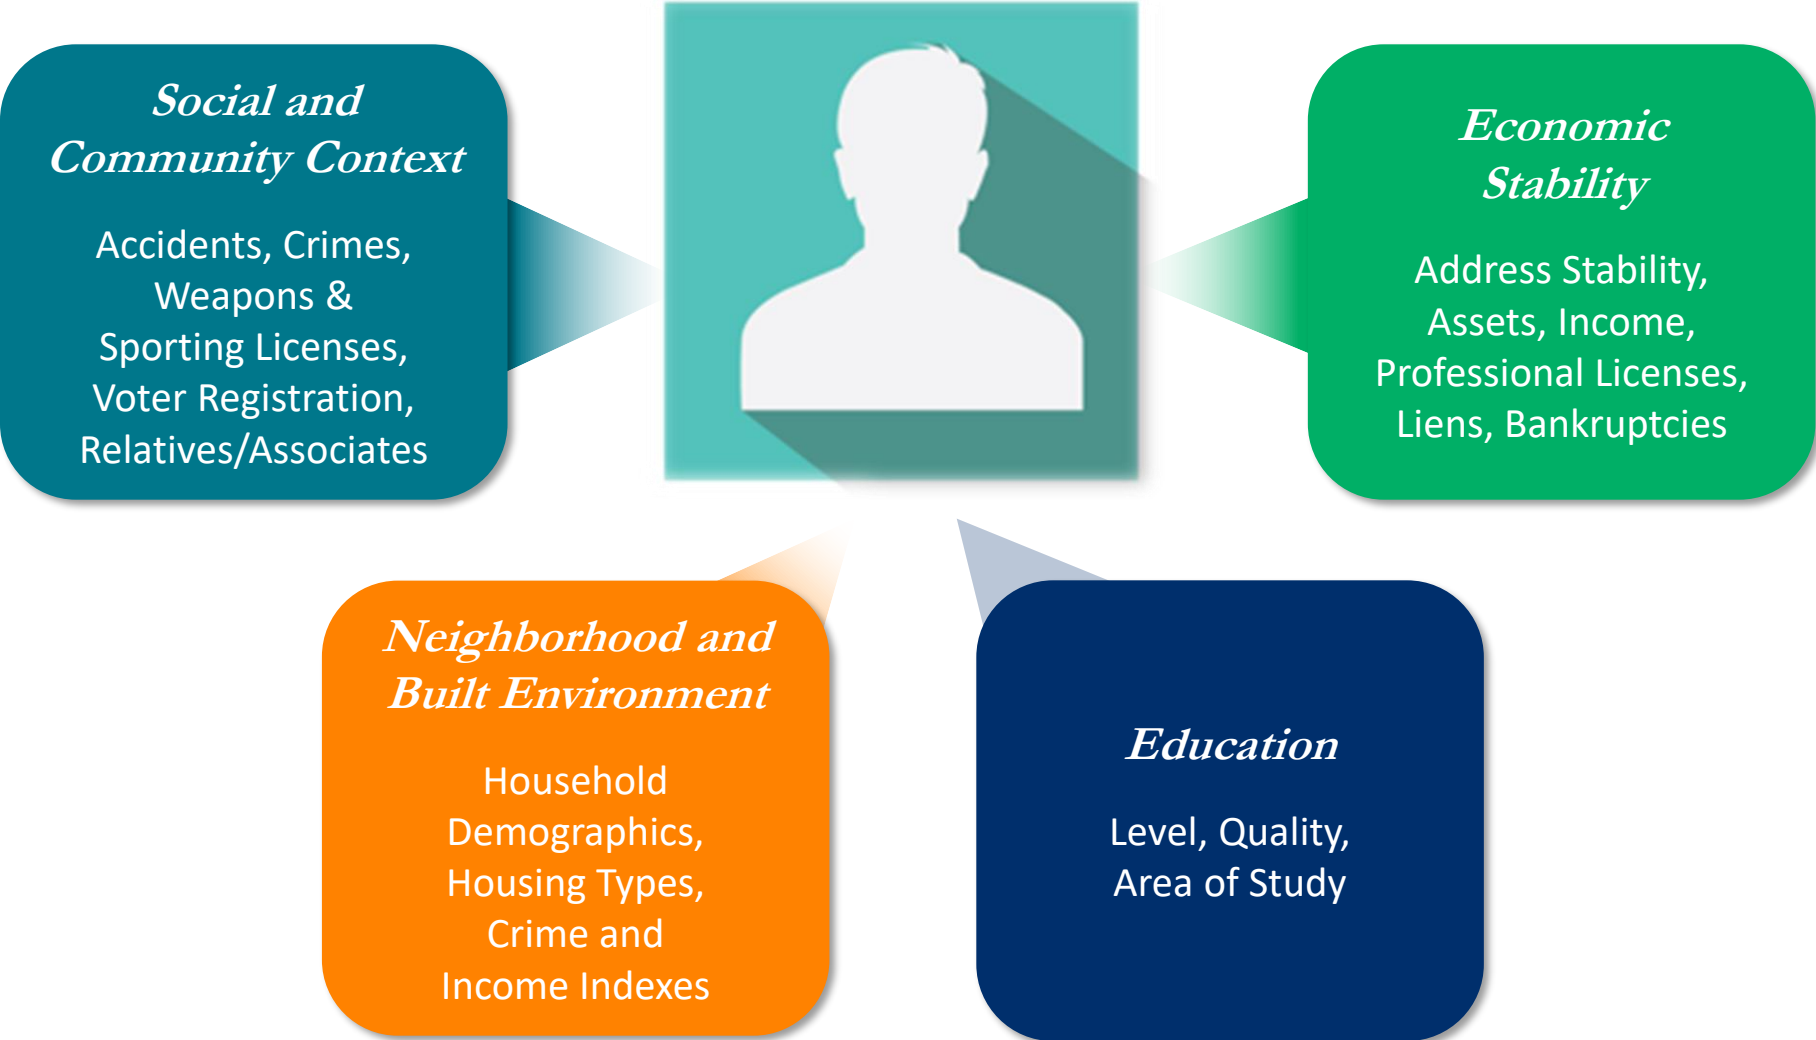 Social and
Community Context
Accidents, Crimes,
Weapons &
Sporting Licenses,
Voter Registration,
Relatives/Associates
Economic
Stability
Address Stability,
Assets, Income,
Professional Licenses,
Liens, Bankruptcies
Neighborhood and
Built Environment
Household
Demographics,
Housing Types,
Crime and
Income Indexes
Education
Level, Quality,
Area of Study